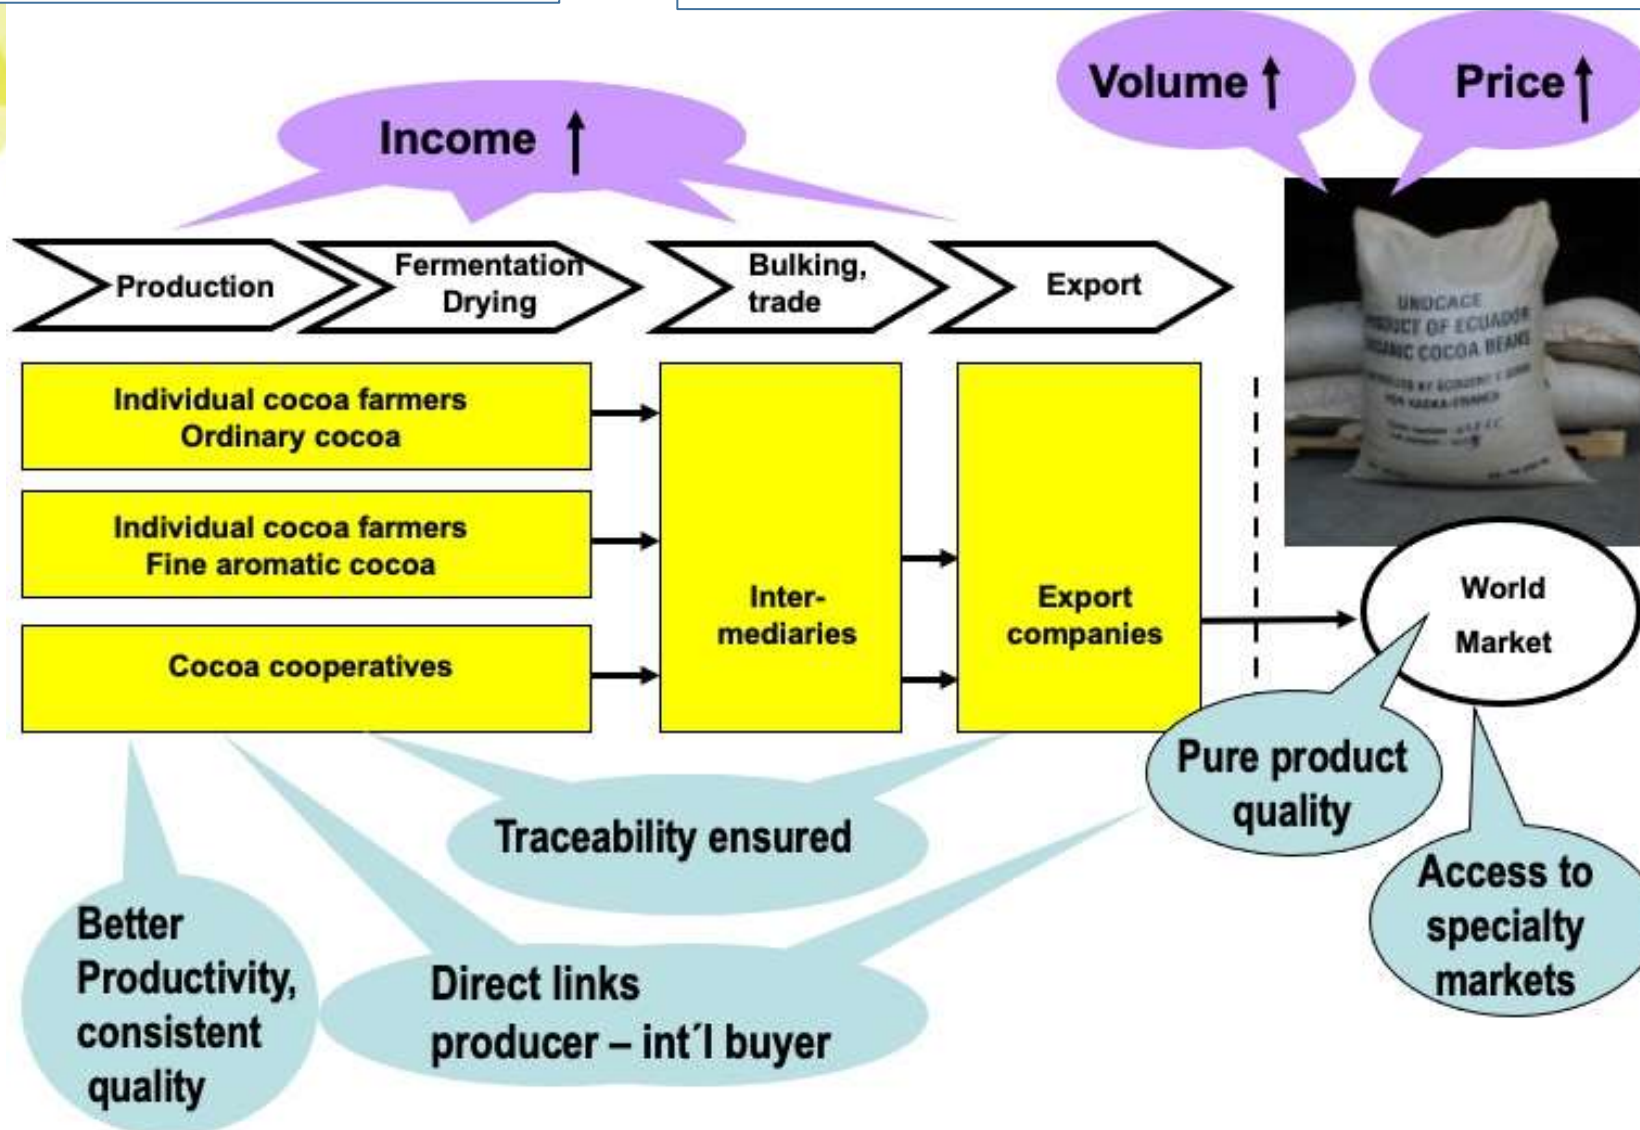 Volume
Price
Income
Production
Fermentation
Drying
Bulking,
trade
Export
UNOCACE
PRODUCT OF ECUADOR
ORGANIC COCOA BEANS
Individual cocoa farmers
Ordinary cocoa
Individual cocoa farmers
Fine aromatic cocoa
Cocoa cooperatives
Inter-
mediaries
Export
companies
World
Market
Pure product
quality
Traceability ensured
Access to
specialty
markets
Better
Productivity,
consistent
quality
Direct links
producer – int´l buyer